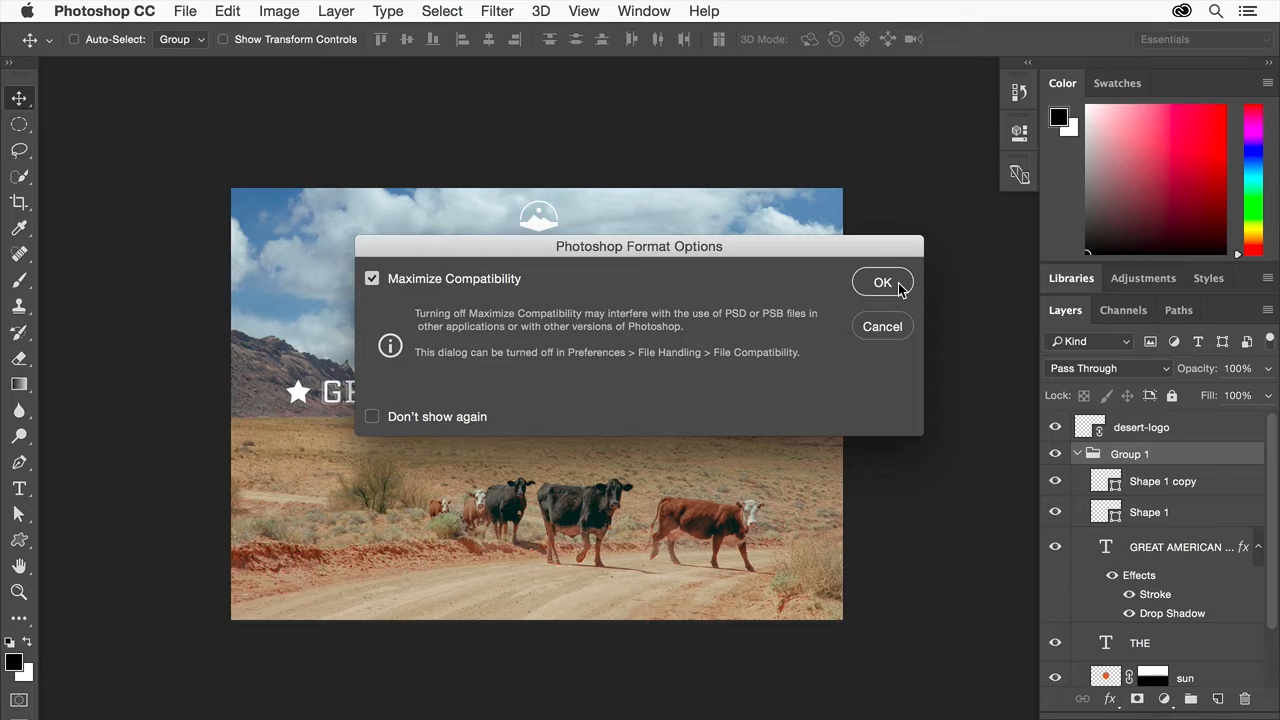 Photoshop CC File Edit Image Layer Type Select Filter 3D View Window Help
Auto-Select: Group Show Transform Controls 3D Mode: Essentials
Color Swatches
Photoshop Format Options
Maximize Compatibility
OK
Turning off Maximize Compatibility may interfere with the use of PSD or PSB files in
other applications or with other versions of Photoshop.
Cancel
This dialog can be turned off in Preferences > File Handling > File Compatibility.
Don't show again
Libraries Adjustments Styles
Layers Channels Paths
Kind
Pass Through Opacity: 100%
Lock: Fill: 100%
desert-logo
Group 1
Shape 1 copy
Shape 1
GREAT AMERICAN ... fx
Effects
Stroke
Drop Shadow
THE
sun
fx